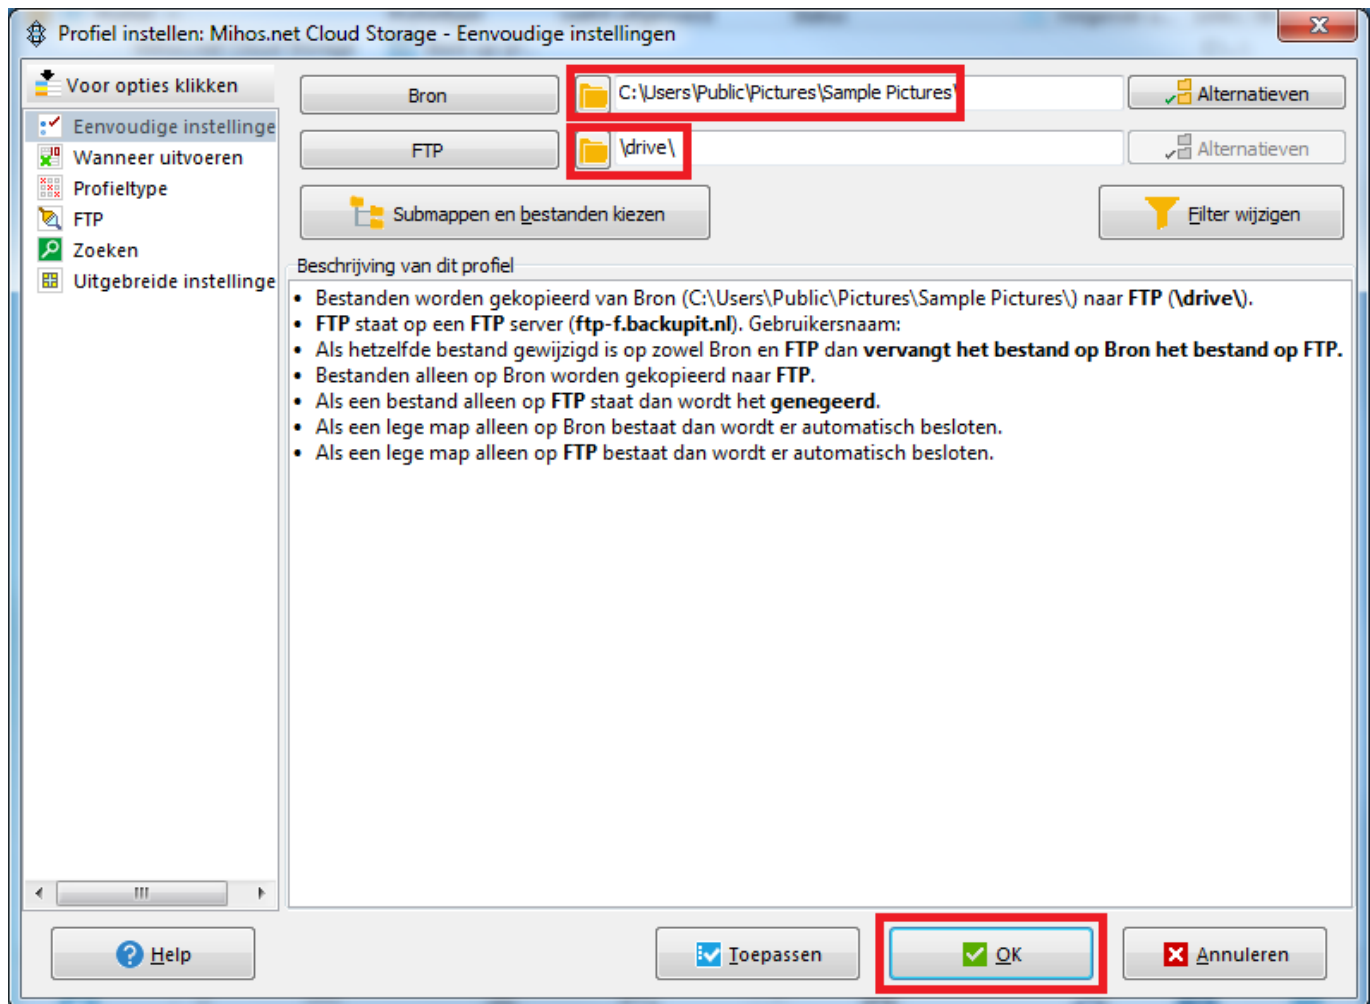 Profiel instellen: Mihos.net Cloud Storage - Eenvoudige instellingen
Voor opties klikken
Eenvoudige instellinge
Wanneer uitvoeren
Profieltype
FTP
Zoeken
Uitgebreide instellinge
Bron
C:\Users\Public\Pictures\Sample Pictures\
Alternatieven
FTP
\drive\
Alternatieven
Submappen en bestanden kiezen
Filter wijzigen
Beschrijving van dit profiel
• Bestanden worden gekopieerd van Bron (C:\Users\Public\Pictures\Sample Pictures\) naar FTP (\drive\).
• FTP staat op een FTP server (ftp-f.backupit.nl). Gebruikersnaam:
• Als hetzelfde bestand gewijzigd is op zowel Bron en FTP dan vervangt het bestand op Bron het bestand op FTP.
• Bestanden alleen op Bron worden gekopieerd naar FTP.
• Als een bestand alleen op FTP staat dan wordt het genegeerd.
• Als een lege map alleen op Bron bestaat dan wordt er automatisch besloten.
• Als een lege map alleen op FTP bestaat dan wordt er automatisch besloten.
Help
Toepassen
OK
Annuleren